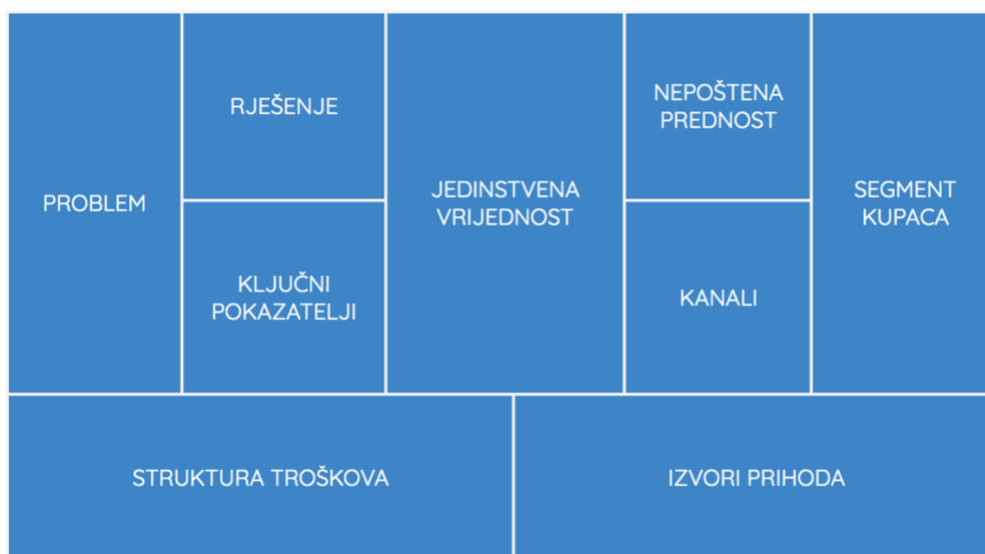 PROBLEM
RJEŠENJE
KLJUČNI
POKAZATELJI
JEDINSTVENA
VRIJEDNOST
NEPOŠTENA
PREDNOST
KANALI
SEGMENT
KUPACA
STRUKTURA TROŠKOVA
IZVORI PRIHODA